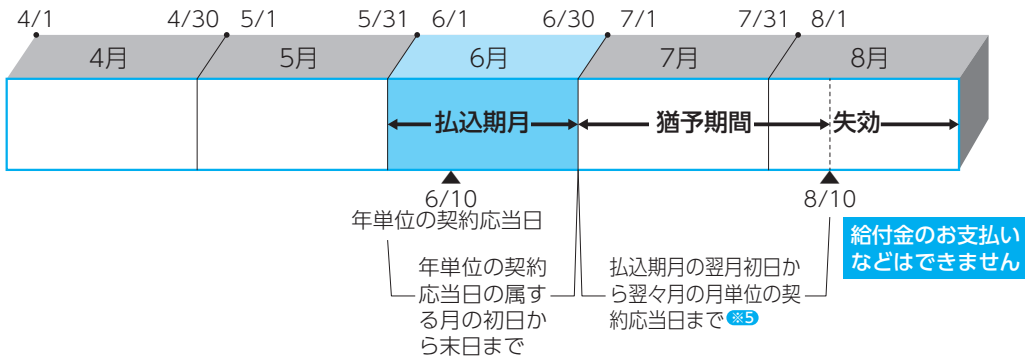 4/1 4/30 5/1 5/31 6/1 6/30 7/1 7/31 8/1
4月 5月 6月 7月 8月
払込期月 猶予期間 失効
6/10 8/10
年単位の契約応当日
給付金のお支払い
などはできません
年単位の契約
応当日の属す
る月の初日か
ら末日まで
払込期月の翌月初日か
ら翌々月の月単位の契
約応当日まで※5